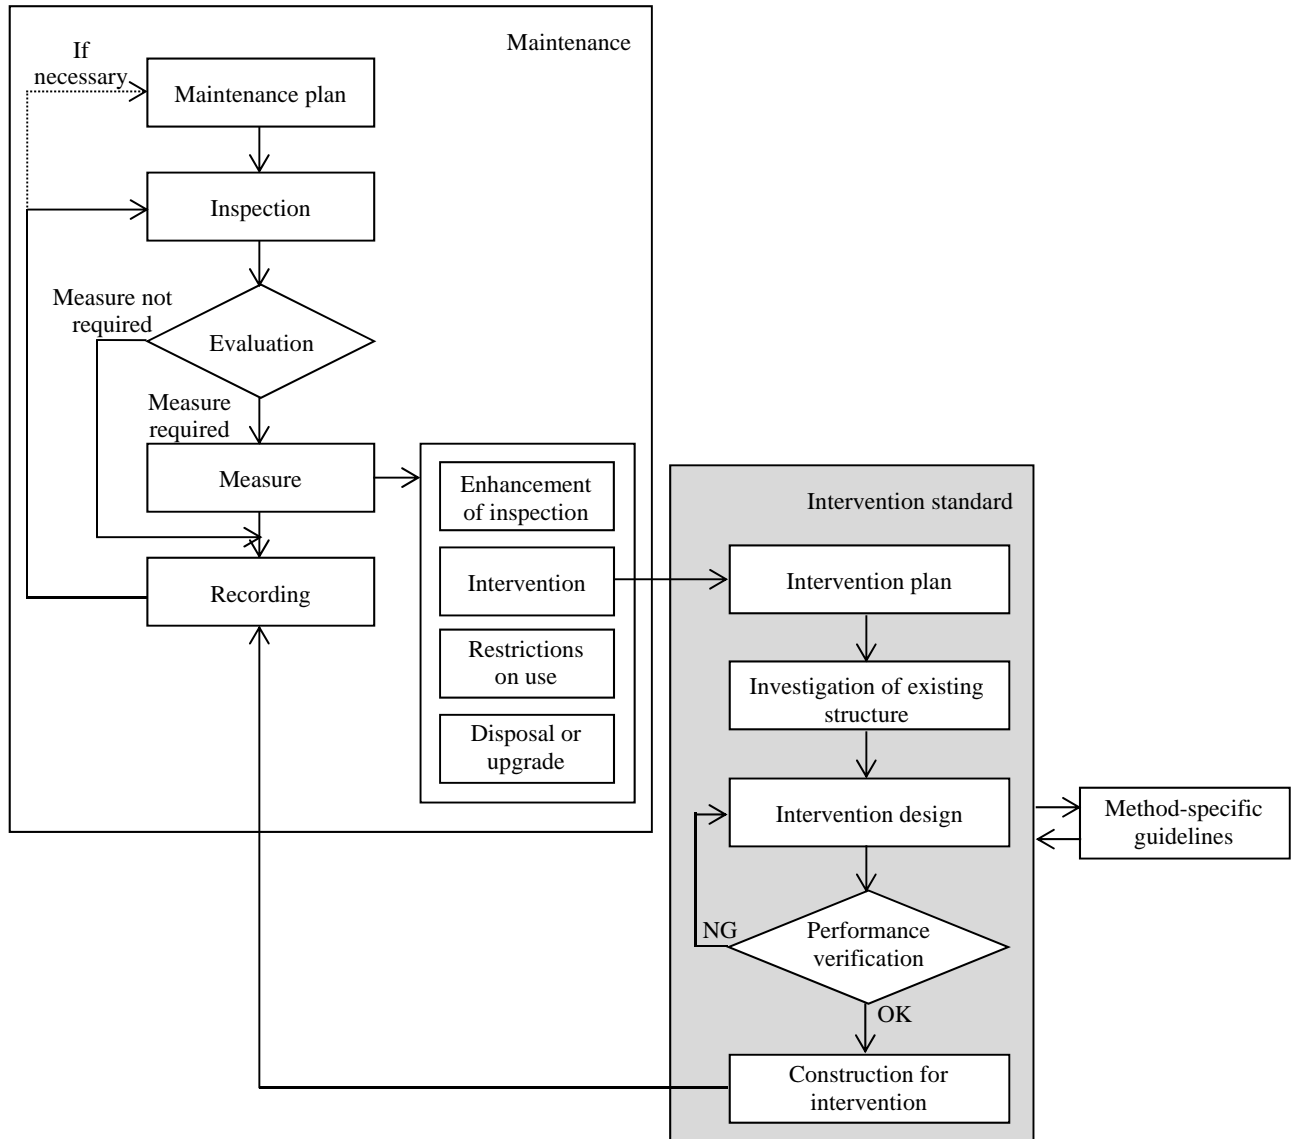 Maintenance
If
necessary
Maintenance plan
Inspection
Measure not
required
Evaluation
Measure
required
Measure
Recording
Enhancement
of inspection
Intervention
Restrictions
on use
Disposal or
upgrade
Intervention standard
Intervention plan
Investigation of existing
structure
Intervention design
Method-specific
guidelines
NG
Performance
verification
OK
Construction for
intervention